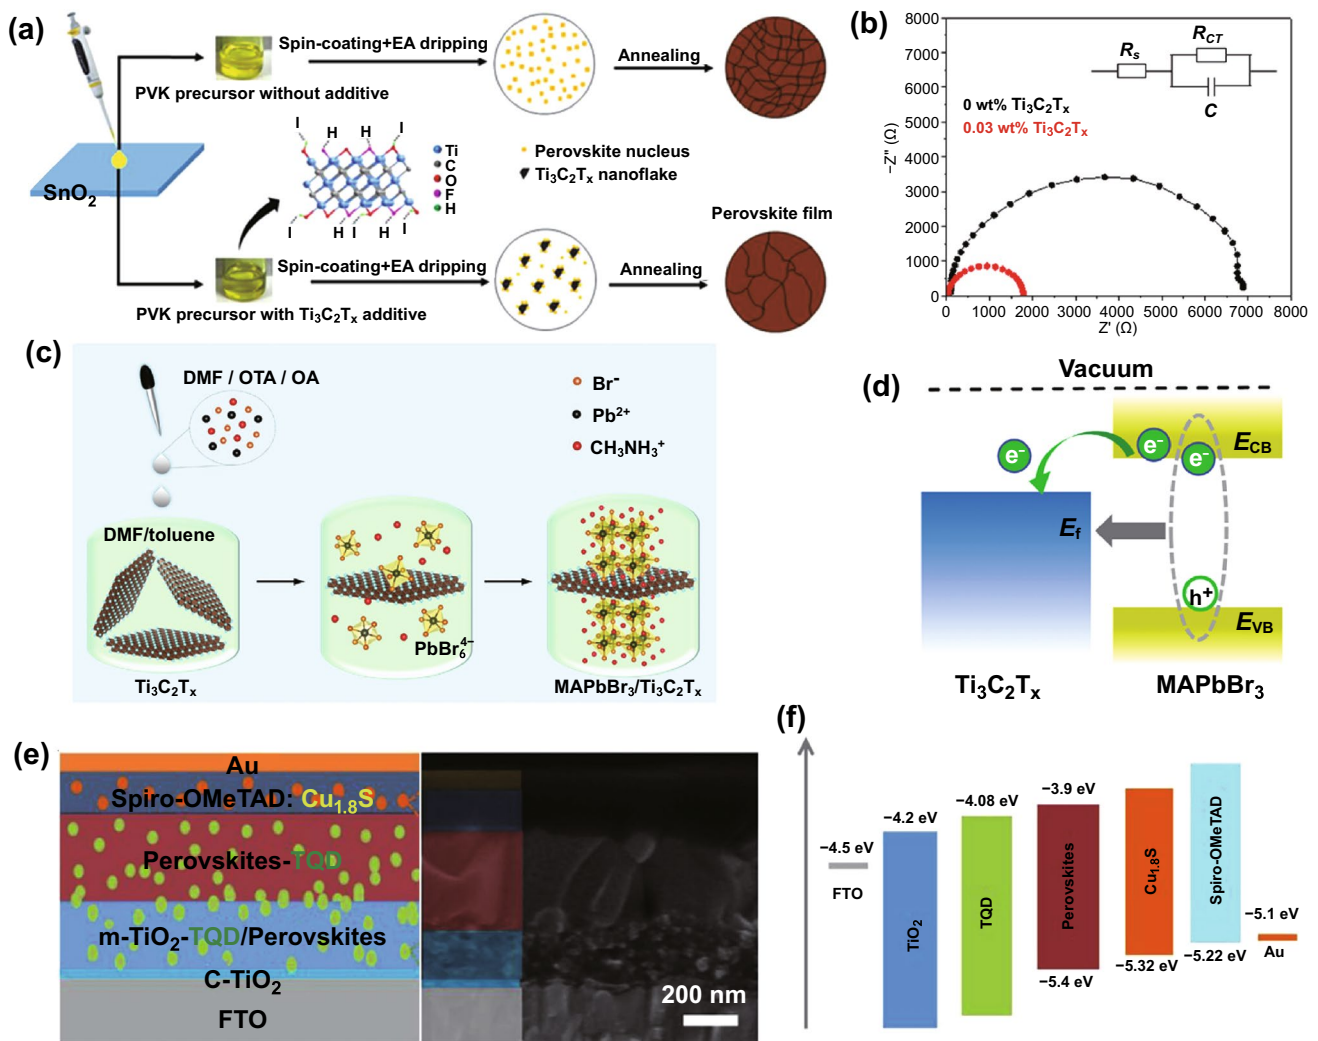 (a)
Spin-coating+EA dripping
Annealing
PVK precursor without additive
SnO2
I H H I
Ti
C
O
F
H
I H H I
Perovskite nucleus
Ti3C2Tx nanoflake
Perovskite film
Spin-coating+EA dripping
Annealing
PVK precursor with Ti3C2Tx additive
(b)
−Z″ (Ω)
8000
7000
6000
5000
4000
3000
2000
1000
0
0 1000 2000 3000 4000 5000 6000 7000 8000
Z′ (Ω)
Rs
RCT
C
0 wt% Ti3C2Tx
0.03 wt% Ti3C2Tx
(c)
DMF / OTA / OA
Br-
Pb2+
CH3NH3+
DMF/toluene
PbBr6 4−
Ti3C2Tx
MAPbBr3/Ti3C2Tx
(d)
Vacuum
e−
e−
e−
ECB
Ef
h+
EVB
Ti3C2Tx
MAPbBr3
(e)
Au
Spiro-OMeTAD: Cu1.8S
Perovskites-TQD
m-TiO2-TQD/Perovskites
C-TiO2
FTO
200 nm
(f)
−4.5 eV
FTO
−4.2 eV
TiO2
−4.08 eV
TQD
−3.9 eV
Perovskites
−5.4 eV
Cu1.8S
−5.32 eV
Spiro-OMeTAD
−5.22 eV
−5.1 eV
Au